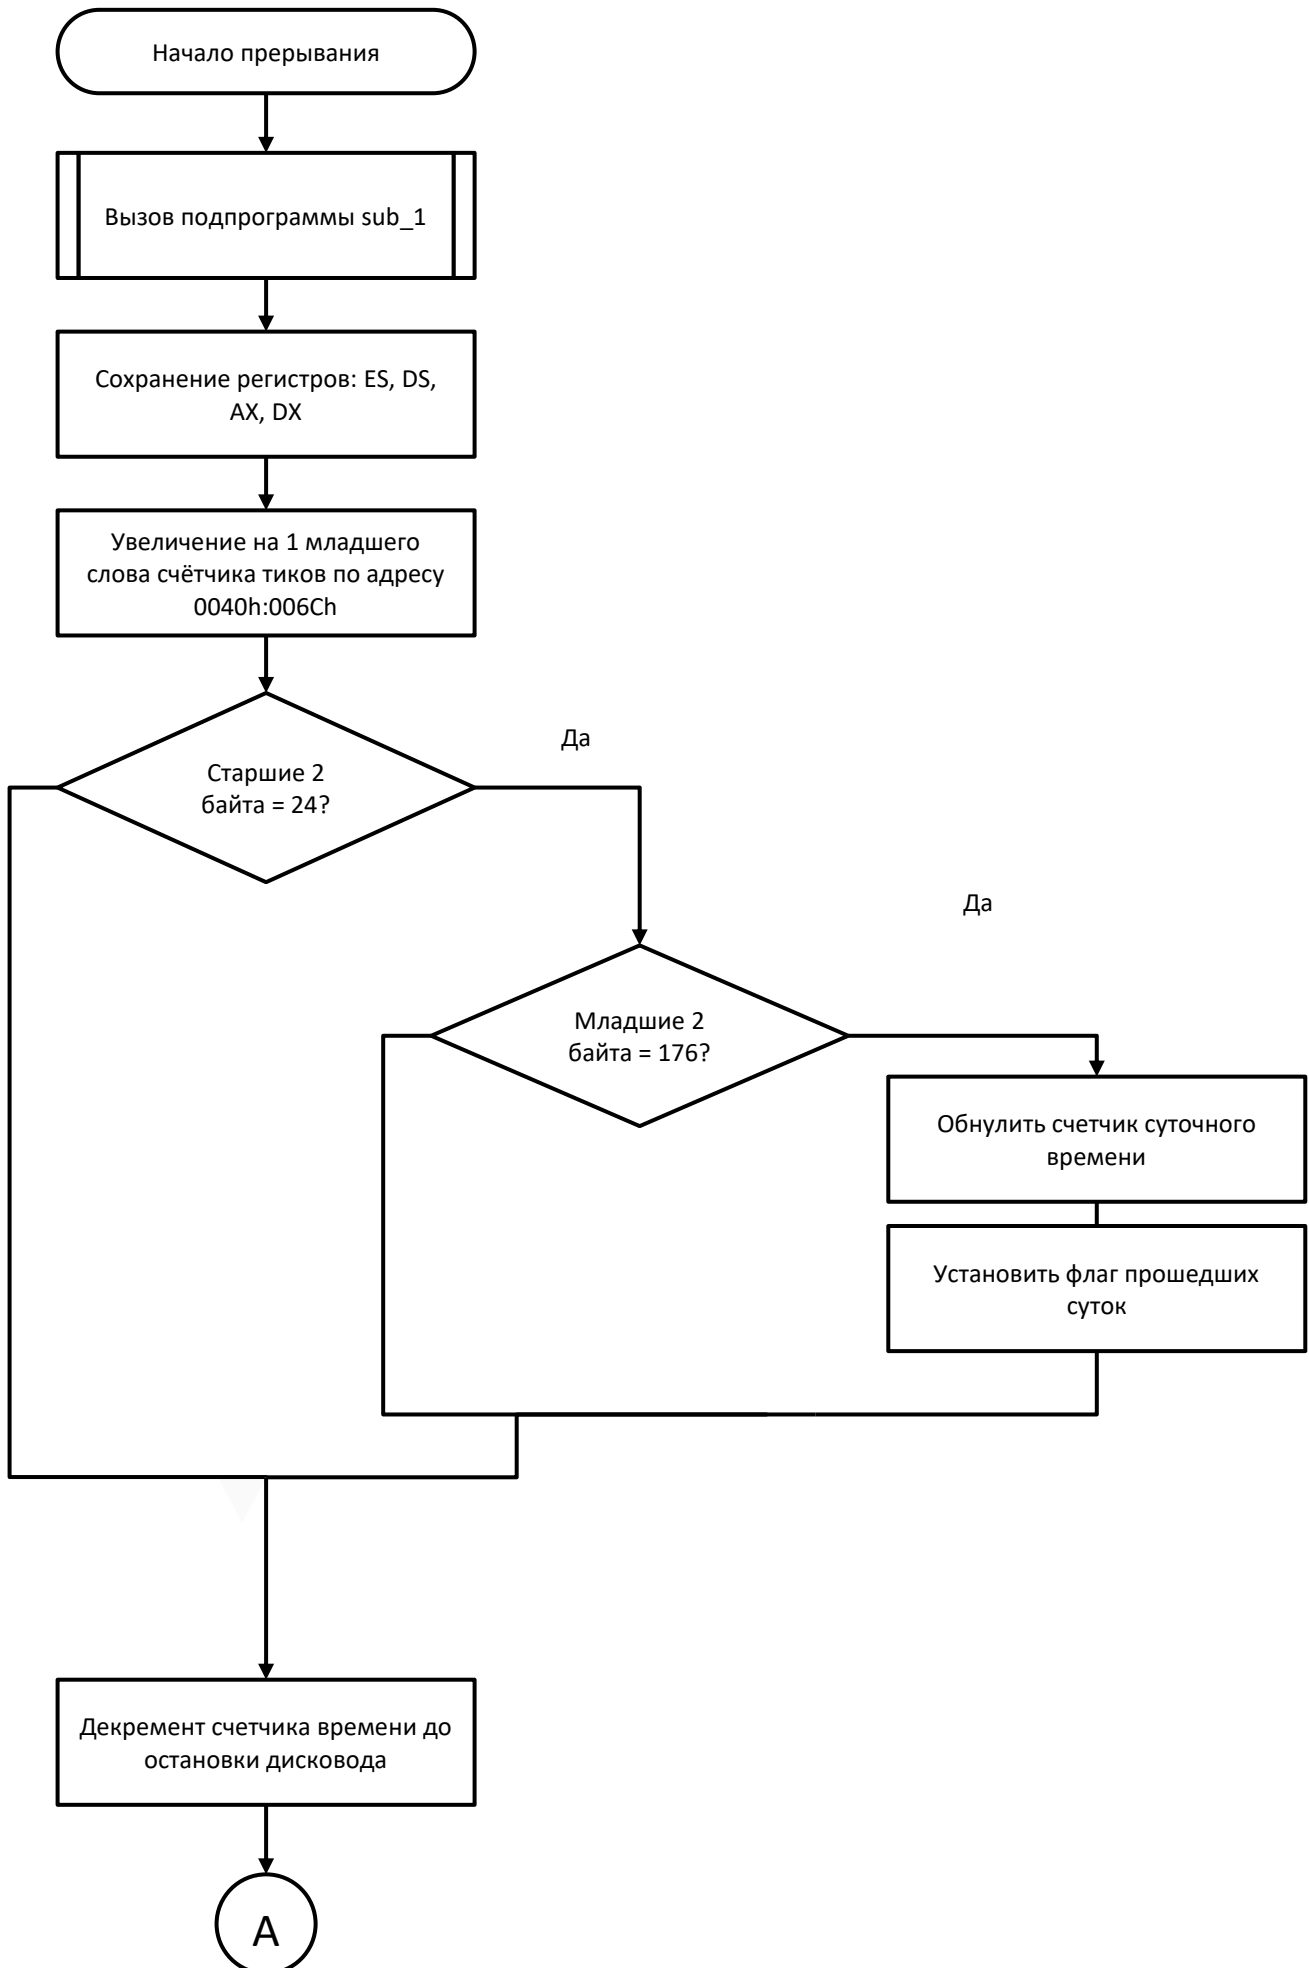 Начало прерывания
Вызов подпрограммы sub_1
Сохранение регистров: ES, DS,
AX, DX
Увеличение на 1 младшего
слова счётчика тиков по адресу
0040h:006Ch
Да
Старшие 2
байта = 24?
Да
Младшие 2
байта = 176?
Обнулить счетчик суточного
времени
Установить флаг прошедших
суток
Декремент счетчика времени до
остановки дисковода
A